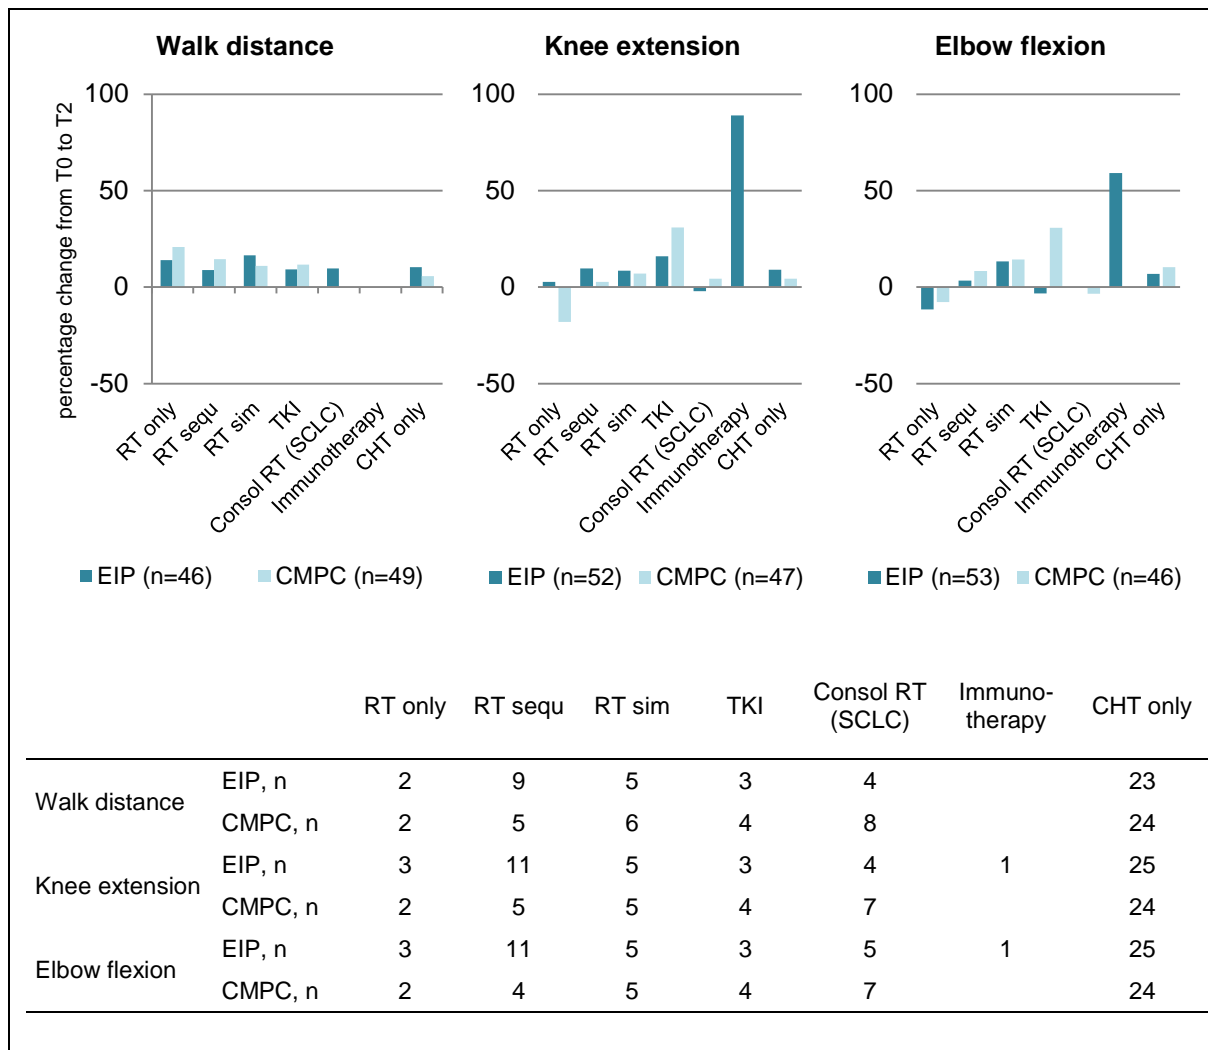 Walk distance
Knee extension
Elbow flexion
percentage change from T0 to T2
100
50
0
-50
RT only
RT sequ
RT sim
TKI
Consol RT (SCLC)
Immunotherapy
CHT only
EIP (n=46) CMPC (n=49)
100
50
0
-50
RT only
RT sequ
RT sim
TKI
Consol RT (SCLC)
Immunotherapy
CHT only
EIP (n=52) CMPC (n=47)
100
50
0
-50
RT only
RT sequ
RT sim
TKI
Consol RT (SCLC)
Immunotherapy
CHT only
EIP (n=53) CMPC (n=46)
RT only RT sequ RT sim TKI Consol RT (SCLC) Immuno-therapy CHT only
Walk distance
EIP, n 2 9 5 3 4 23
CMPC, n 2 5 6 4 8 24
Knee extension
EIP, n 3 11 5 3 4 1 25
CMPC, n 2 5 5 4 7 24
Elbow flexion
EIP, n 3 11 5 3 5 1 25
CMPC, n 2 4 5 4 7 24